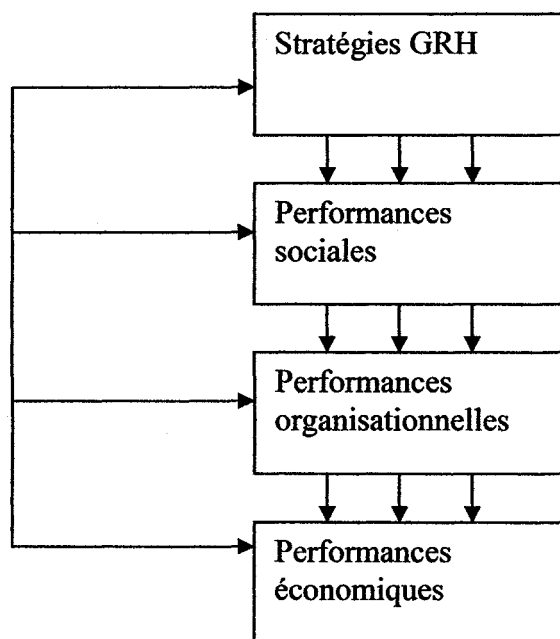 Stratégies GRH
Performances
sociales
Performances
organisationnelles
Performances
économiques